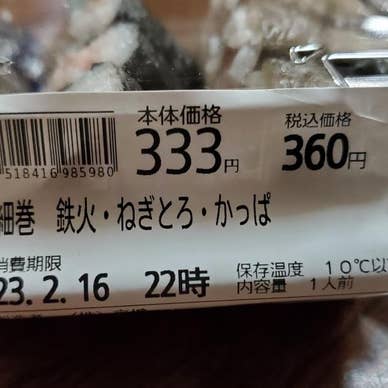 本体価格 税込価格
333円 360円
518416 985980
細巻 鉄火・ねぎとろ・かっぱ
消費期限
23. 2. 16 22時
保存温度 10℃以
内容量 1人前